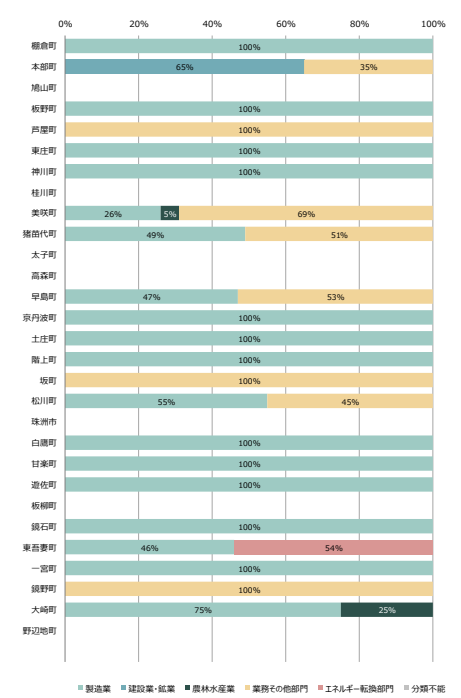 0% 20% 40% 60% 80% 100%
棚倉町 100%
本部町 65% 35%
鳩山町
板野町 100%
芦屋町 100%
東庄町 100%
神川町 100%
桂川町
美咲町 26% 5% 69%
猪苗代町 49% 51%
太子町
高森町
早島町 47% 53%
京丹波町 100%
土庄町 100%
階上町 100%
坂町 100%
松川町 55% 45%
珠洲市
白鷹町 100%
甘楽町 100%
遊佐町 100%
板柳町
鏡石町 100%
東吾妻町 46% 54%
一宮町 100%
鏡野町 100%
大崎町 75% 25%
野辺地町
製造業 建設業・鉱業 農林水産業 業務その他部門 エネルギー転換部門 分類不能